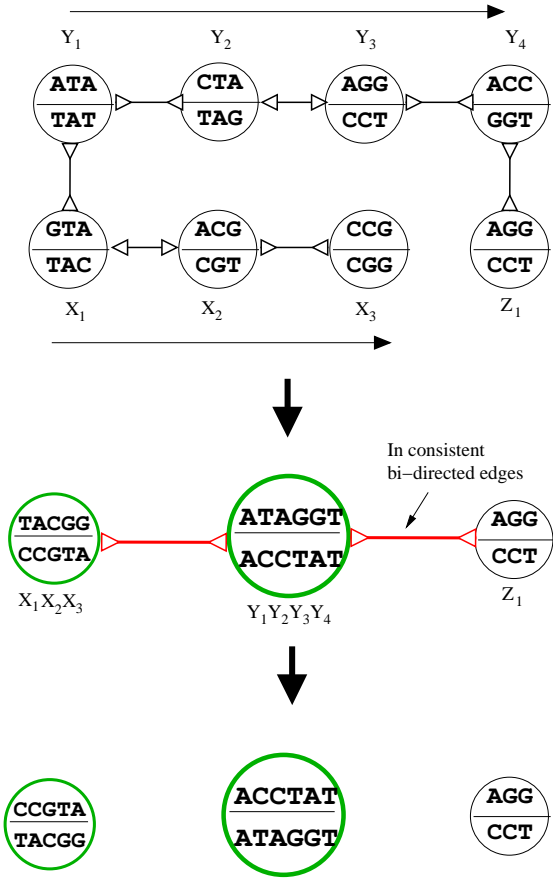 Y1 Y2 Y3 Y4
ATA CTA AGG ACC
TAT TAG CCT GGT
GTA ACG CCG AGG
TAC CGT CGG CCT
X1 X2 X3 Z1
In consistent
bi-directed edges
TACGG ATAGGT AGG
CCGTA ACCTAT CCT
X1X2X3 Y1Y2Y3Y4 Z1
CCGTA ACCTAT AGG
TACGG ATAGGT CCT